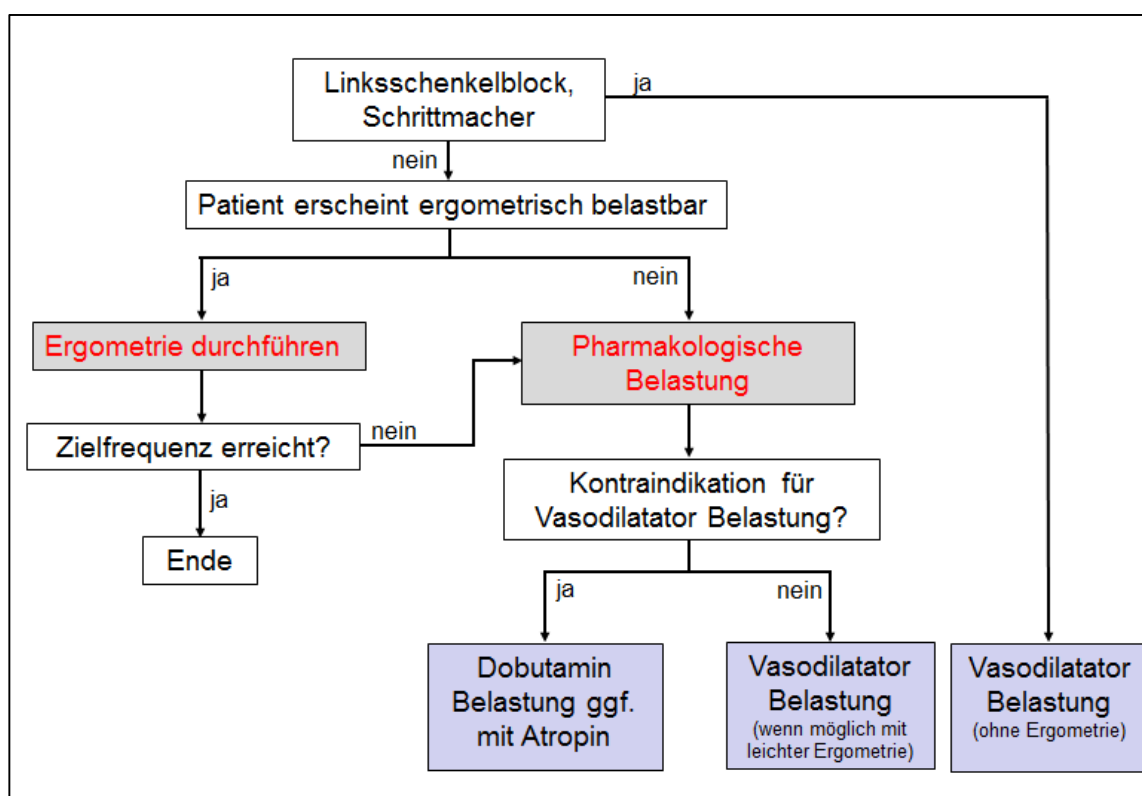 Linksschenkelblock,
Schrittmacher
ja
nein
Patient erscheint ergometrisch belastbar
ja
nein
Ergometrie durchführen
Pharmakologische
Belastung
Zielfrequenz erreicht?
nein
ja
Ende
Kontraindikation für
Vasodilatator Belastung?
ja
nein
Dobutamin
Belastung ggf.
mit Atropin
Vasodilatator
Belastung
(wenn möglich mit
leichter Ergometrie)
Vasodilatator
Belastung
(ohne Ergometrie)